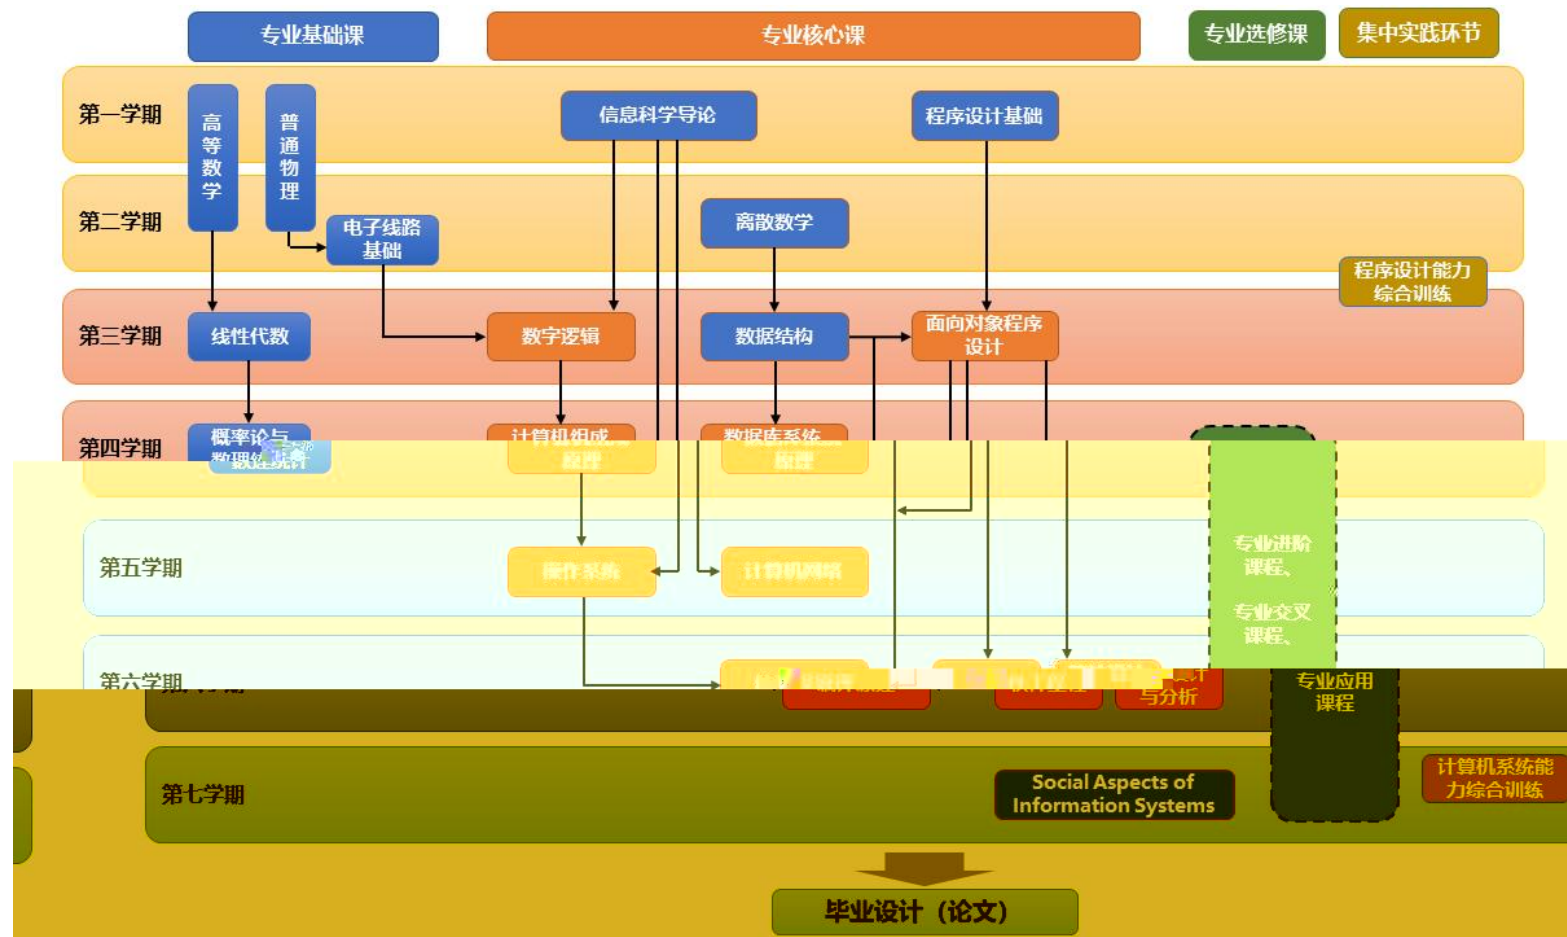 专业基础课
专业核心课
专业选修课
集中实践环节
第一学期
高等数学
普通物理
信息科学导论
程序设计基础
第二学期
电子线路
基础
离散数学
程序设计能力
综合训练
第三学期
线性代数
数字逻辑
数据结构
面向对象程序
设计
第四学期
概率论与
数理统计
计算机组成
原理
数据库系统
原理
第五学期
操作系统
计算机网络
专业进阶
课程、
专业交叉
课程、
专业应用
课程
第六学期
与分析
第七学期
Social Aspects of
Information Systems
计算机系统能
力综合训练
毕业设计（论文）